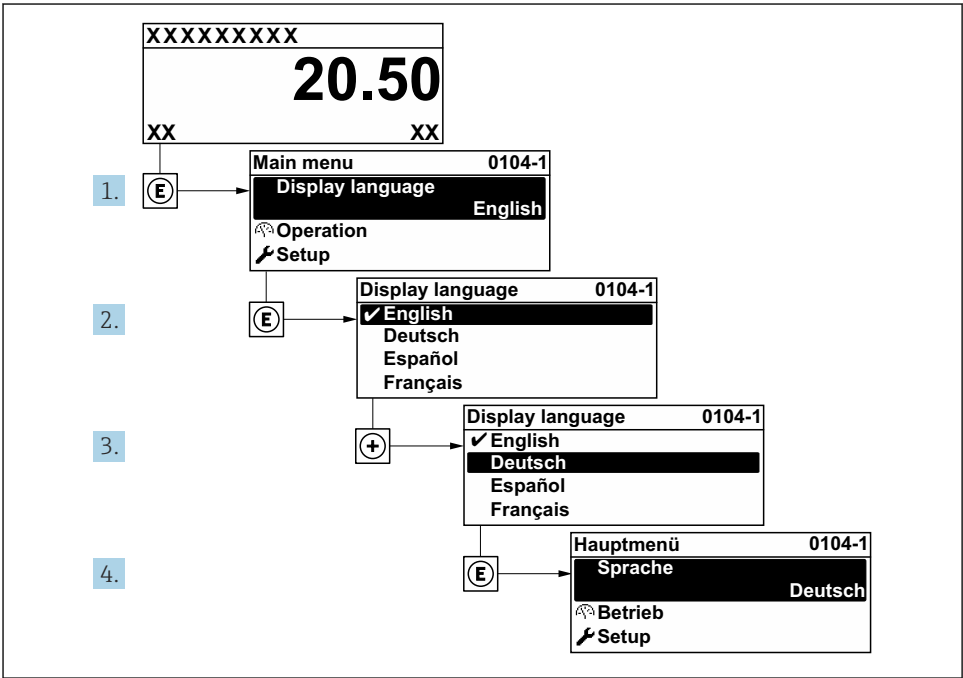 XXXXXXXXX
20.50
XX XX
Main menu 0104-1
1. E Display language
English
Operation
Setup
Display language 0104-1
2. E ✔English
Deutsch
Español
Français
Display language 0104-1
3. + ✔English
Deutsch
Español
Français
Hauptmenü 0104-1
4. E Sprache
Deutsch
Betrieb
Setup